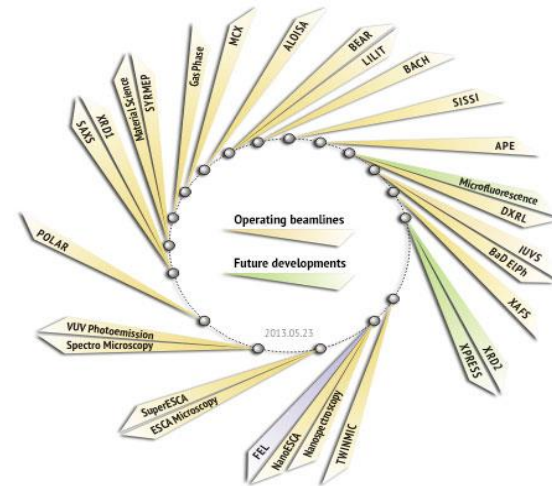 MCX
ALOISA
BEAR
LILIT
BACH
SISSI
APE
Microfluorescence
DXRL
IUVS
BaD ElPh
XAFS
XRD2
XPRESS
TWINMIC
Nanospectroscopy
NanoESCA
FEL
ESCA Microscopy
SuperESCA
Spectro Microscopy
VUV Photoemission
POLAR
SAXS
XRD1
Material Science
SYRMEP
Gas Phase
Operating beamlines
Future developments
2013.05.23